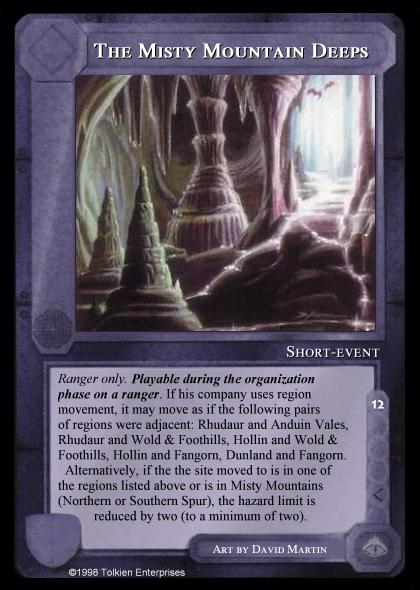 THE MISTY MOUNTAIN DEEPS
SHORT-EVENT
Ranger only. Playable during the organization
phase on a ranger. If his company uses region
movement, it may move as if the following pairs
of regions were adjacent: Rhudaur and Anduin Vales,
Rhudaur and Wold & Foothills, Hollin and Wold &
Foothills, Hollin and Fangorn, Dunland and Fangorn.
Alternatively, if the the site moved to is in one of
the regions listed above or is in Misty Mountains
(Northern or Southern Spur), the hazard limit is
reduced by two (to a minimum of two).
12
ART BY DAVID MARTIN
©1998 Tolkien Enterprises